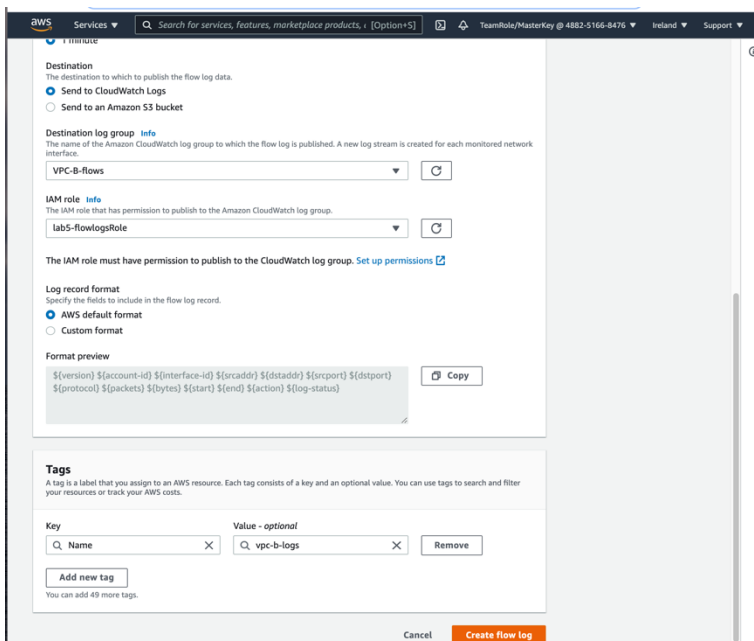 aws
Services ▼ Search for services, features, marketplace products, [Option+S] TeamRole/MasterKey @ 4882-5166-8476 ▼ Ireland ▼ Support ▼
1 minute
Destination
The destination to which to publish the flow log data.
Send to CloudWatch Logs
Send to an Amazon S3 bucket
Destination log group Info
The name of the Amazon CloudWatch log group to which the flow log is published. A new log stream is created for each monitored network
interface.
VPC-B-flows
IAM role Info
The IAM role that has permission to publish to the Amazon CloudWatch log group.
lab5-flowlogsRole
The IAM role must have permission to publish to the CloudWatch log group. Set up permissions
Log record format
Specify the fields to include in the flow log record.
AWS default format
Custom format
Format preview
${version} ${account-id} ${interface-id} ${srcaddr} ${dstaddr} ${srcport} ${dstport}
${protocol} ${packets} ${bytes} ${start} ${end} ${action} ${log-status}
Copy
Tags
A tag is a label that you assign to an AWS resource. Each tag consists of a key and an optional value. You can use tags to search and filter
your resources or track your AWS costs.
Key Value - optional
Name vpc-b-logs Remove
Add new tag
You can add 49 more tags.
Cancel Create flow log